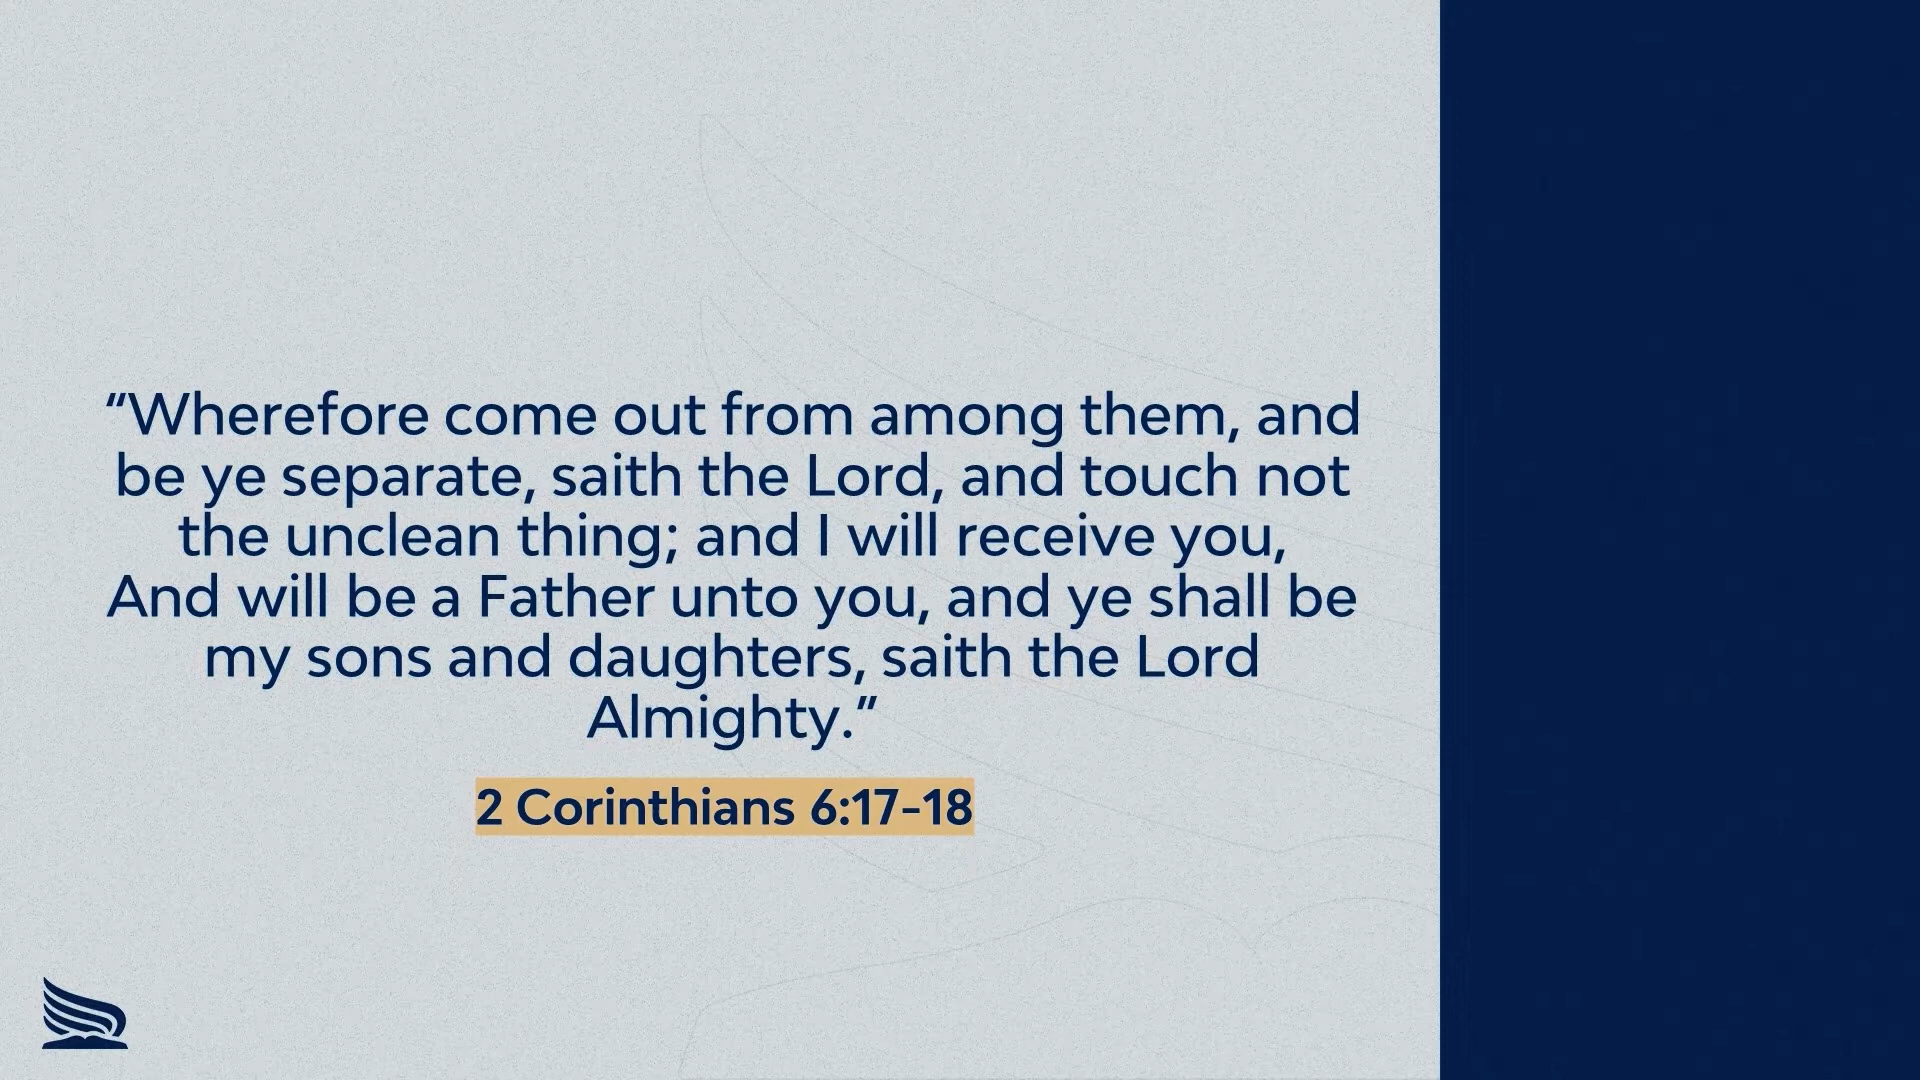 “Wherefore come out from among them, and
be ye separate, saith the Lord, and touch not
the unclean thing; and I will receive you,
And will be a Father unto you, and ye shall be
my sons and daughters, saith the Lord
Almighty.”
2 Corinthians 6:17-18